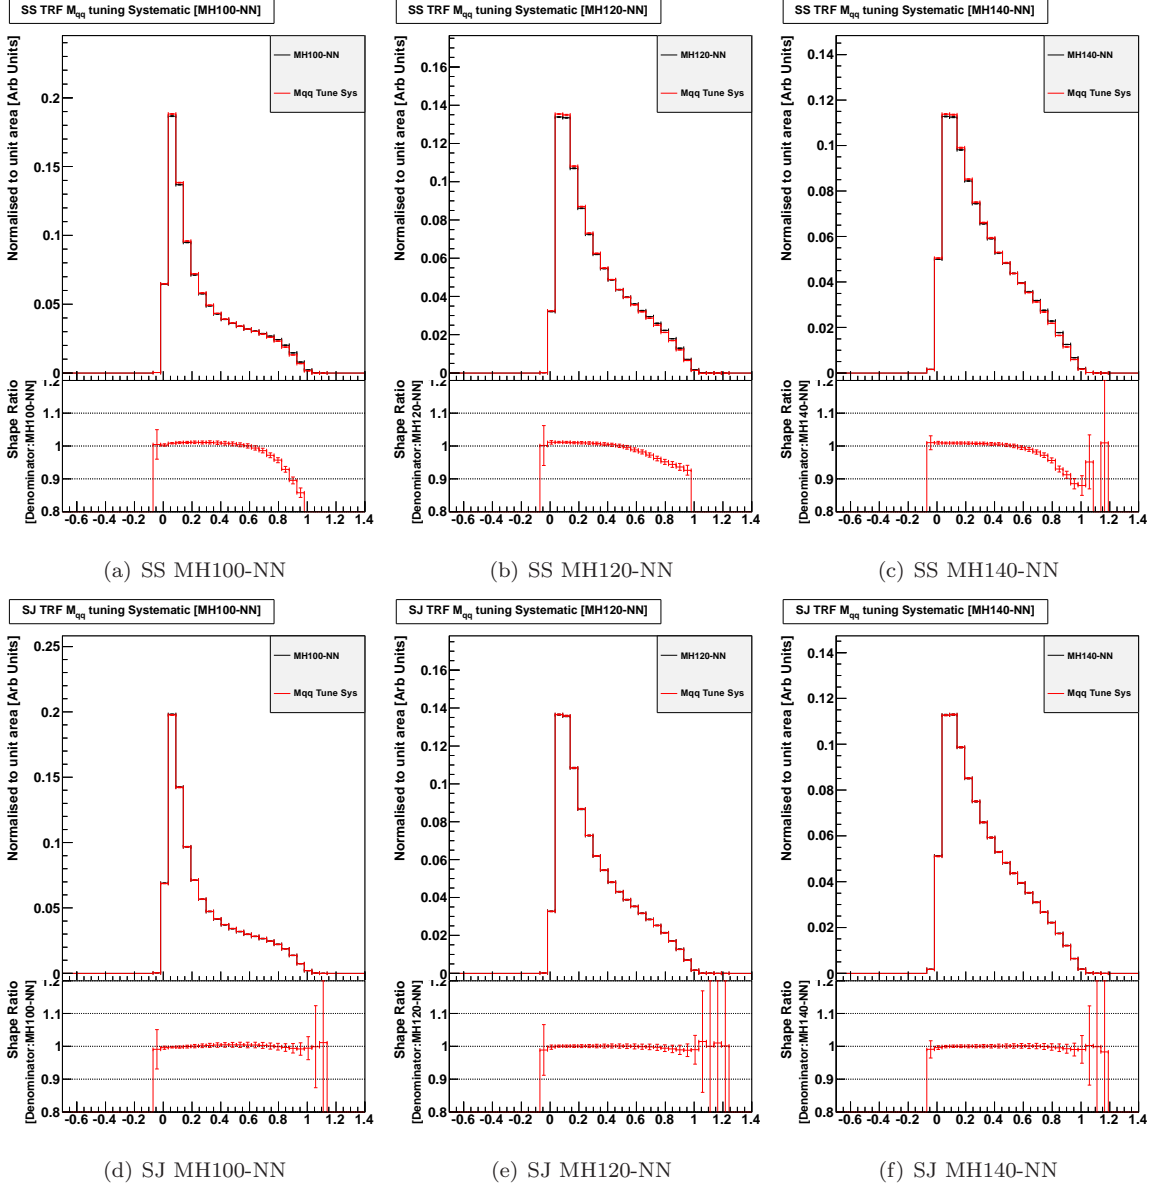 SS TRF Mqq tuning Systematic [MH100-NN]
Normalised to unit area [Arb Units]
MH100-NN
Mqq Tune Sys
0.2
0.15
0.1
0.05
0
Shape Ratio
[Denominator:MH100-NN]
1.2
1.1
1
0.9
0.8
-0.6 -0.4 -0.2 0 0.2 0.4 0.6 0.8 1 1.2 1.4
(a) SS MH100-NN
SS TRF Mqq tuning Systematic [MH120-NN]
Normalised to unit area [Arb Units]
MH120-NN
Mqq Tune Sys
0.16
0.14
0.12
0.1
0.08
0.06
0.04
0.02
0
Shape Ratio
[Denominator:MH120-NN]
1.2
1.1
1
0.9
0.8
-0.6 -0.4 -0.2 0 0.2 0.4 0.6 0.8 1 1.2 1.4
(b) SS MH120-NN
SS TRF Mqq tuning Systematic [MH140-NN]
Normalised to unit area [Arb Units]
MH140-NN
Mqq Tune Sys
0.14
0.12
0.1
0.08
0.06
0.04
0.02
0
Shape Ratio
[Denominator:MH140-NN]
1.2
1.1
1
0.9
0.8
-0.6 -0.4 -0.2 0 0.2 0.4 0.6 0.8 1 1.2 1.4
(c) SS MH140-NN
SJ TRF Mqq tuning Systematic [MH100-NN]
Normalised to unit area [Arb Units]
MH100-NN
Mqq Tune Sys
0.25
0.2
0.15
0.1
0.05
0
Shape Ratio
[Denominator:MH100-NN]
1.2
1.1
1
0.9
0.8
-0.6 -0.4 -0.2 0 0.2 0.4 0.6 0.8 1 1.2 1.4
(d) SJ MH100-NN
SJ TRF Mqq tuning Systematic [MH120-NN]
Normalised to unit area [Arb Units]
MH120-NN
Mqq Tune Sys
0.16
0.14
0.12
0.1
0.08
0.06
0.04
0.02
0
Shape Ratio
[Denominator:MH120-NN]
1.2
1.1
1
0.9
0.8
-0.6 -0.4 -0.2 0 0.2 0.4 0.6 0.8 1 1.2 1.4
(e) SJ MH120-NN
SJ TRF Mqq tuning Systematic [MH140-NN]
Normalised to unit area [Arb Units]
MH140-NN
Mqq Tune Sys
0.14
0.12
0.1
0.08
0.06
0.04
0.02
0
Shape Ratio
[Denominator:MH140-NN]
1.2
1.1
1
0.9
0.8
-0.6 -0.4 -0.2 0 0.2 0.4 0.6 0.8 1 1.2 1.4
(f) SJ MH140-NN